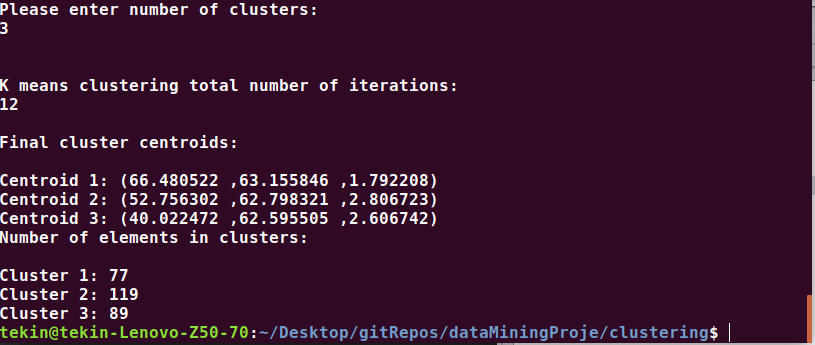 Please enter number of clusters:
3
K means clustering total number of iterations:
12
Final cluster centroids:
Centroid 1: (66.480522 ,63.155846 ,1.792208)
Centroid 2: (52.756302 ,62.798321 ,2.806723)
Centroid 3: (40.022472 ,62.595505 ,2.606742)
Number of elements in clusters:
Cluster 1: 77
Cluster 2: 119
Cluster 3: 89
tekin@tekin-Lenovo-Z50-70:~/Desktop/gitRepos/dataMiningProje/clustering$